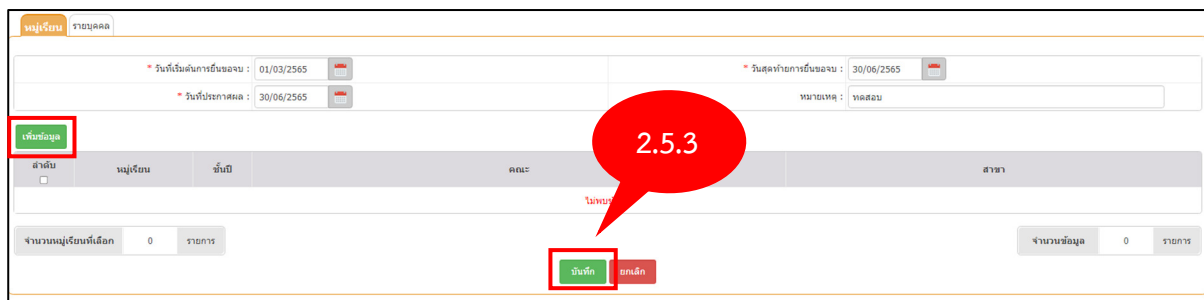 หมู่เรียน รายบุคคล
* วันที่เริ่มต้นการยื่นขอจบ : 01/03/2565 * วันสุดท้ายการยื่นขอจบ : 30/06/2565
* วันที่ประกาศผล : 30/06/2565 หมายเหตุ : ทดสอบ
เพิ่มข้อมูล
2.5.3
ลำดับ หมู่เรียน ชั้นปี คณะ สาขา
จำนวนหมู่เรียนที่เลือก 0 รายการ จำนวนข้อมูล 0 รายการ
บันทึก ยกเลิก